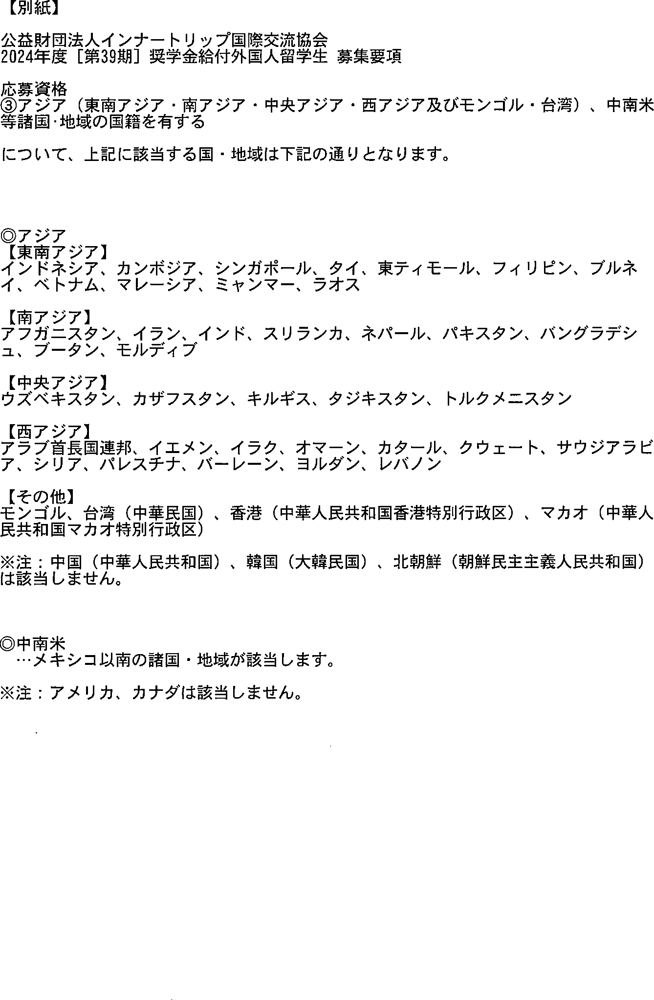 【別紙】
公益財団法人インナートリップ国際交流協会
2024年度［第39期］奨学金給付外国人留学生 募集要項
応募資格
③アジア（東南アジア・南アジア・中央アジア・西アジア及びモンゴル・台湾）、中南米
等諸国･地域の国籍を有する
について、上記に該当する国・地域は下記の通りとなります。
◎アジア
【東南アジア】
インドネシア、カンボジア、シンガポール、タイ、東ティモール、フィリピン、ブルネ
イ、ベトナム、マレーシア、ミャンマー、ラオス
【南アジア】
アフガニスタン、イラン、インド、スリランカ、ネパール、パキスタン、バングラデシ
ュ、ブータン、モルディブ
【中央アジア】
ウズベキスタン、カザフスタン、キルギス、タジキスタン、トルクメニスタン
【西アジア】
アラブ首長国連邦、イエメン、イラク、オマーン、カタール、クウェート、サウジアラビ
ア、シリア、パレスチナ、バーレーン、ヨルダン、レバノン
【その他】
モンゴル、台湾（中華民国）、香港（中華人民共和国香港特別行政区）、マカオ（中華人
民共和国マカオ特別行政区）
※注：中国（中華人民共和国）、韓国（大韓民国）、北朝鮮（朝鮮民主主義人民共和国）
は該当しません。
◎中南米
…メキシコ以南の諸国・地域が該当します。
※注：アメリカ、カナダは該当しません。